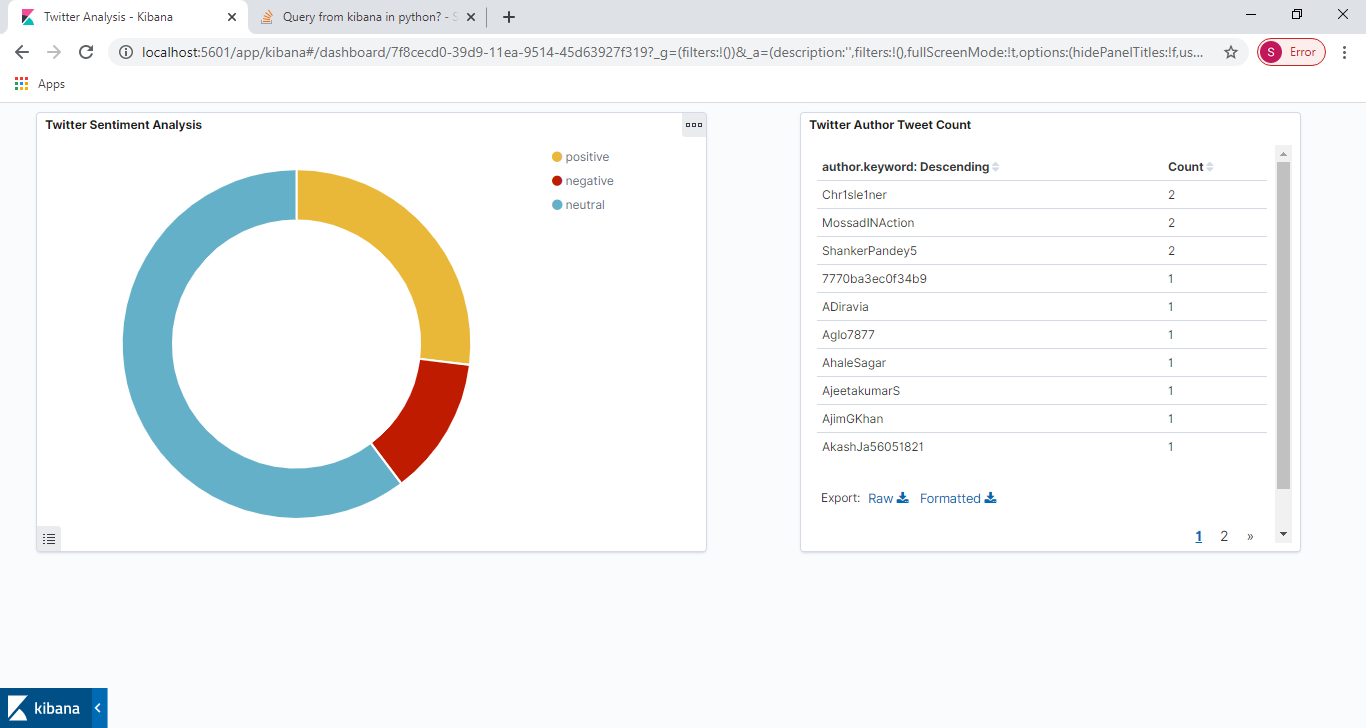 Twitter Analysis - Kibana
Query from kibana in python? - S
localhost:5601/app/kibana#/dashboard/7f8cecd0-39d9-11ea-9514-45d63927f319?_g=(filters:!())&_a=(description:'',filters:!(),fullScreenMode:!t,options:(hidePanelTitles:!f,us...
S Error
Apps
Twitter Sentiment Analysis
positive
negative
neutral
Twitter Author Tweet Count
author.keyword: Descending Count
Chr1sle1ner 2
MossadINAction 2
ShankerPandey5 2
7770ba3ec0f34b9 1
ADiravia 1
Aglo7877 1
AhaleSagar 1
AjeetakumarS 1
AjimGKhan 1
AkashJa56051821 1
Export: Raw Formatted
1 2 »
kibana